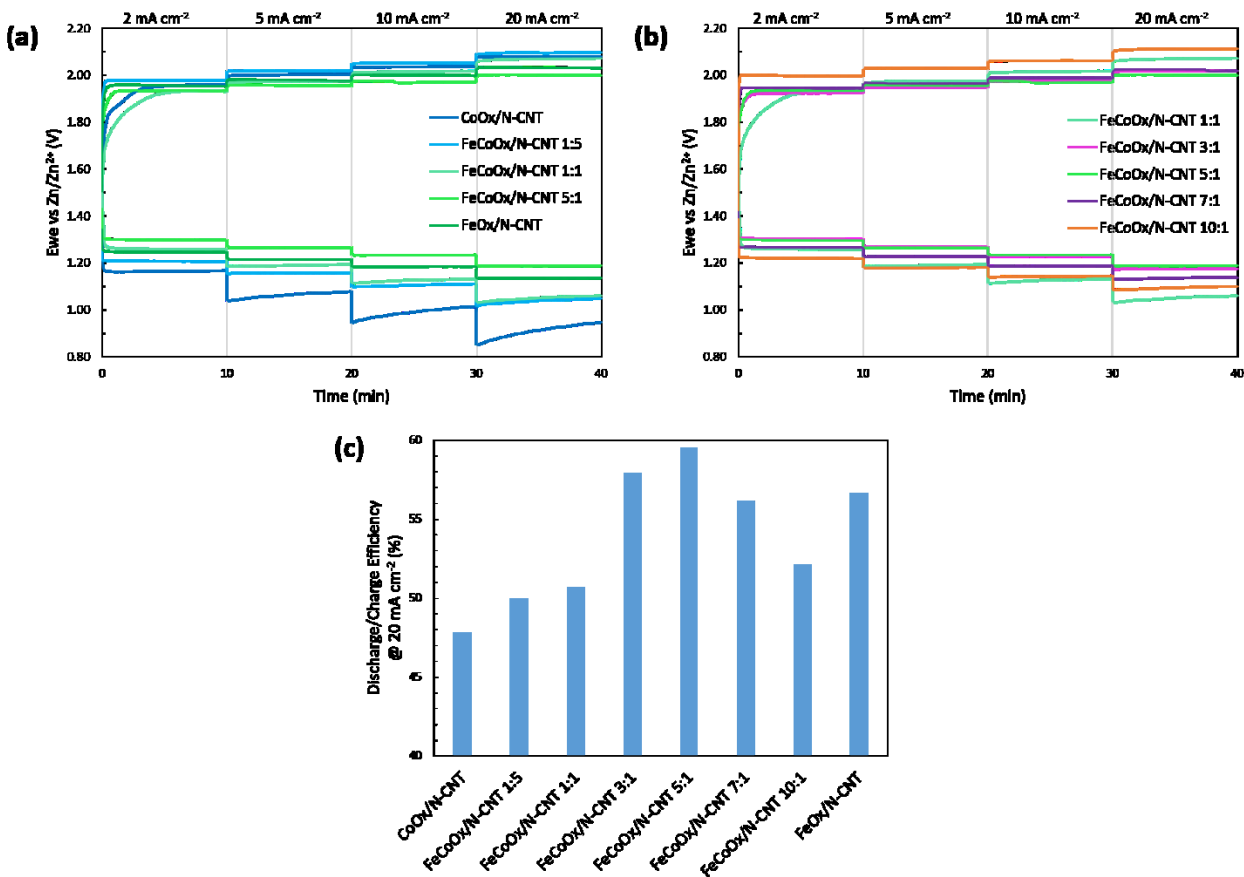 2 mA cm⁻² 5 mA cm⁻² 10 mA cm⁻² 20 mA cm⁻²
(a)
2.20
2.00
1.80
1.60
1.40
1.20
1.00
0.80
Ewe vs Zn/Zn²⁺ (V)
CoOx/N-CNT
FeCoOx/N-CNT 1:5
FeCoOx/N-CNT 1:1
FeCoOx/N-CNT 5:1
FeOx/N-CNT
0 10 20 30 40
Time (min)
2 mA cm⁻² 5 mA cm⁻² 10 mA cm⁻² 20 mA cm⁻²
(b)
2.20
2.00
1.80
1.60
1.40
1.20
1.00
0.80
Ewe vs Zn/Zn²⁺ (V)
FeCoOx/N-CNT 1:1
FeCoOx/N-CNT 3:1
FeCoOx/N-CNT 5:1
FeCoOx/N-CNT 7:1
FeCoOx/N-CNT 10:1
0 10 20 30 40
Time (min)
(c)
60
55
50
45
40
Discharge/Charge Efficiency
@ 20 mA cm⁻² (%)
CoOx/N-CNT
FeCoOx/N-CNT 1:5
FeCoOx/N-CNT 1:1
FeCoOx/N-CNT 3:1
FeCoOx/N-CNT 5:1
FeCoOx/N-CNT 7:1
FeCoOx/N-CNT 10:1
FeOx/N-CNT